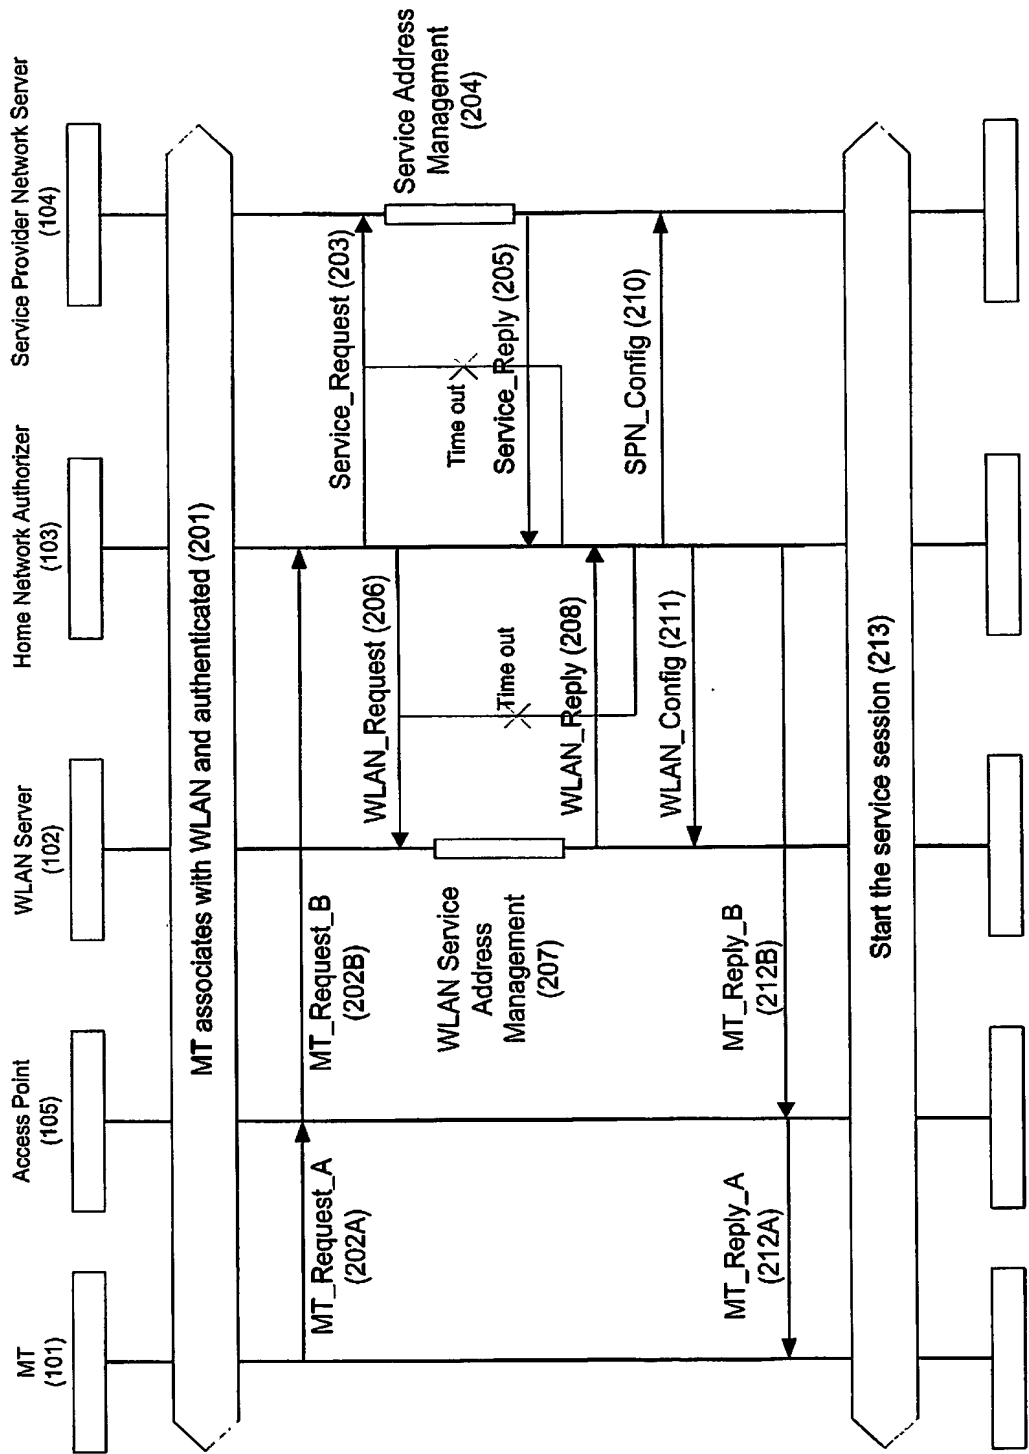 MT
(101)
Access Point
(105)
WLAN Server
(102)
Home Network Authorizer
(103)
Service Provider Network Server
(104)
MT associates with WLAN and authenticated (201)
MT_Request_A
(202A)
MT_Request_B
(202B)
Service_Request (203)
WLAN_Request (206)
Service Address
Management
(204)
Time out
Service_Reply (205)
WLAN Service
Address
Management
(207)
Time out
WLAN_Reply (208)
SPN_Config (210)
WLAN_Config (211)
MT_Reply_B
(212B)
MT_Reply_A
(212A)
Start the service session (213)